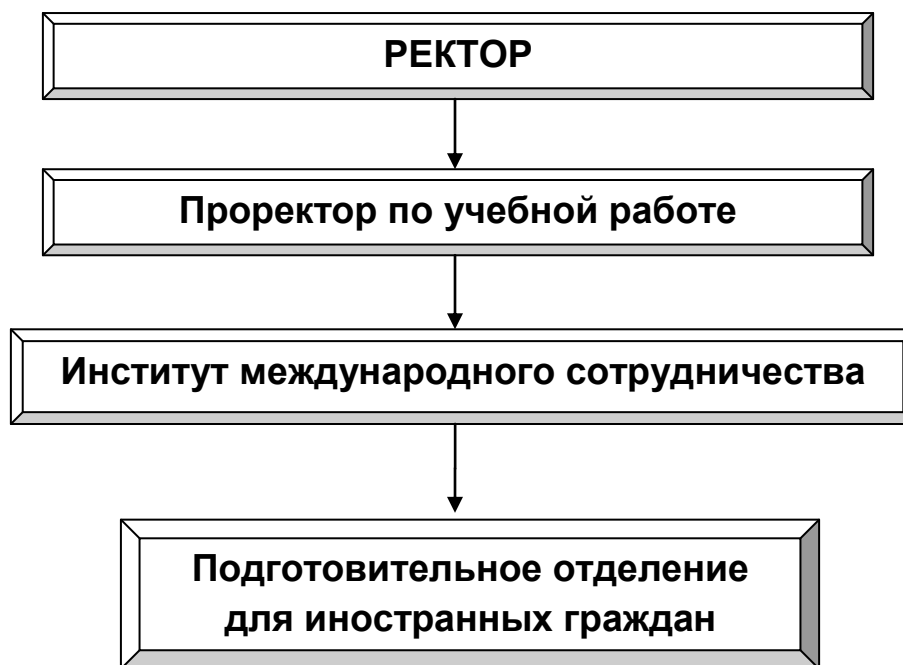 РЕКТОР
Проректор по учебной работе
Институт международного сотрудничества
Подготовительное отделение
для иностранных граждан